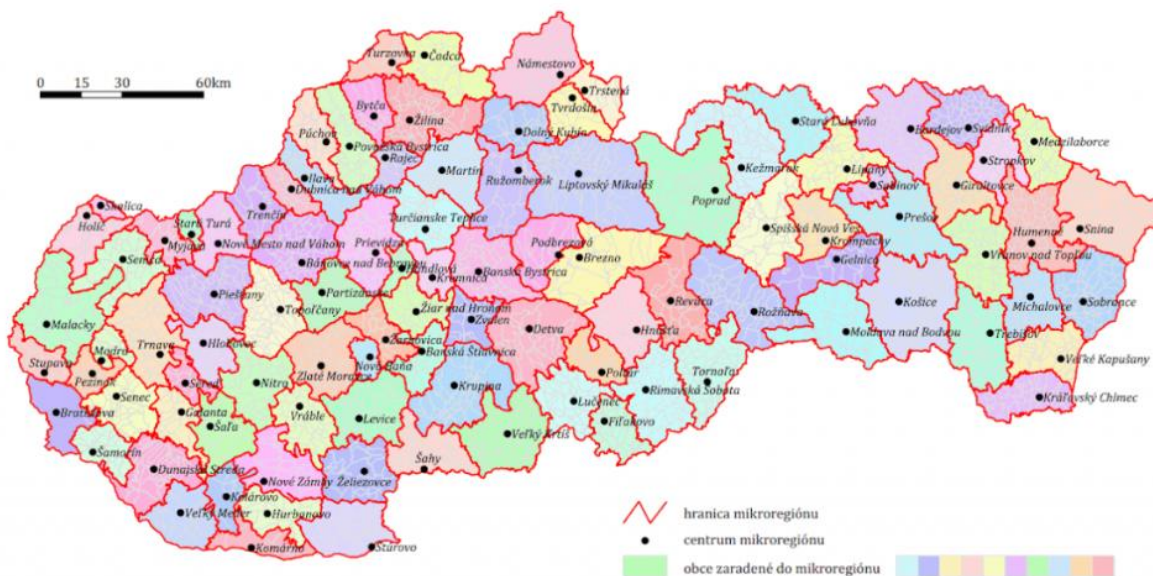 Turzovka
Čadca
Námestovo
Trstená
Tvrdošín
0 15 30 60km
Bytča
Žilina
Dolný Kubín
Stará Ľubovňa
Bardejov
Svidník
Púchov
Považská Bystrica
Rajec
Martin
Ružomberok
Liptovský Mikuláš
Kežmarok
Lipany
Sabinov
Stropkov
Medzilaborce
Ilava
Dubnica nad Váhom
Poprad
Giraltovce
Skalica
Holíč
Trenčín
Stará Turá
Myjava
Nové Mesto nad Váhom
Prievidza
Turčianske Teplice
Prešov
Spišská Nová Ves
Krompachy
Humenné
Snina
Senica
Bánovce nad Bebravou
Handlová
Kremnica
Banská Bystrica
Podbrezová
Brezno
Gelnica
Vranov nad Topľou
Piešťany
Partizánske
Topoľčany
Žiar nad Hronom
Zvolen
Revúca
Rožňava
Košice
Michalovce
Sobrance
Malacky
Trnava
Hlohovec
Žarnovica
Detva
Hnúšťa
Moldava nad Bodvou
Trebišov
Stupava
Modra
Pezinok
Zlaté Moravce
Nová Baňa
Banská Štiavnica
Poltár
Tornaľa
Veľké Kapušany
Sereď
Nitra
Krupina
Rimavská Sobota
Kráľovský Chlmec
Bratislava
Senec
Galanta
Vráble
Levice
Lučenec
Fiľakovo
Šaľa
Veľký Krtíš
Šamorín
Dunajská Streda
Nové Zámky
Želiezovce
Šahy
Kolárovo
Veľký Meder
Hurbanovo
Komárno
Štúrovo
hranica mikroregiónu
centrum mikroregiónu
obce zaradené do mikroregiónu